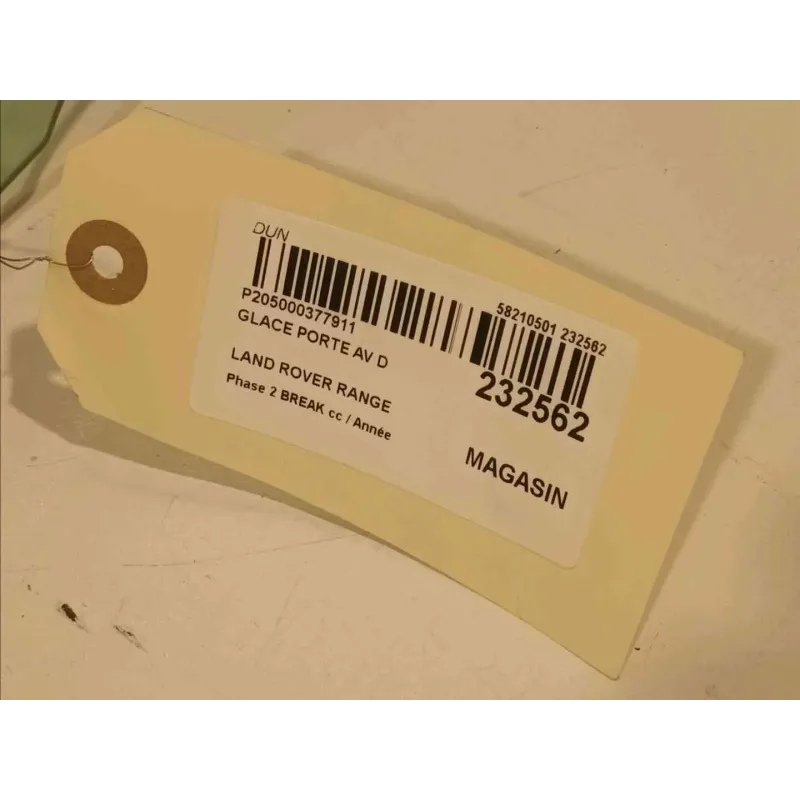 DUN
58210501 232562
P205000377911
GLACE PORTE AV D
232562
LAND ROVER RANGE
Phase 2 BREAK cc / Année
MAGASIN